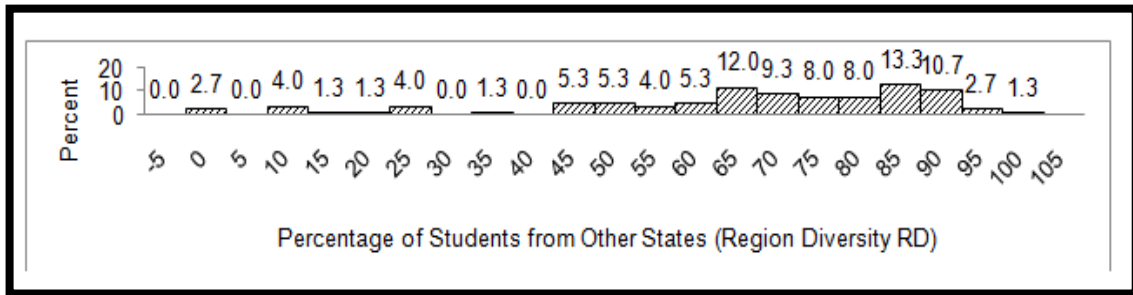 Percent
20
10
0
0.0 2.7 0.0 4.0 1.3 1.3 4.0 0.0 1.3 0.0 5.3 5.3 4.0 5.3 12.0 9.3 8.0 8.0 13.3 10.7 2.7 1.3
-5 0 5 10 15 20 25 30 35 40 45 50 55 60 65 70 75 80 85 90 95 100 105
Percentage of Students from Other States (Region Diversity RD)